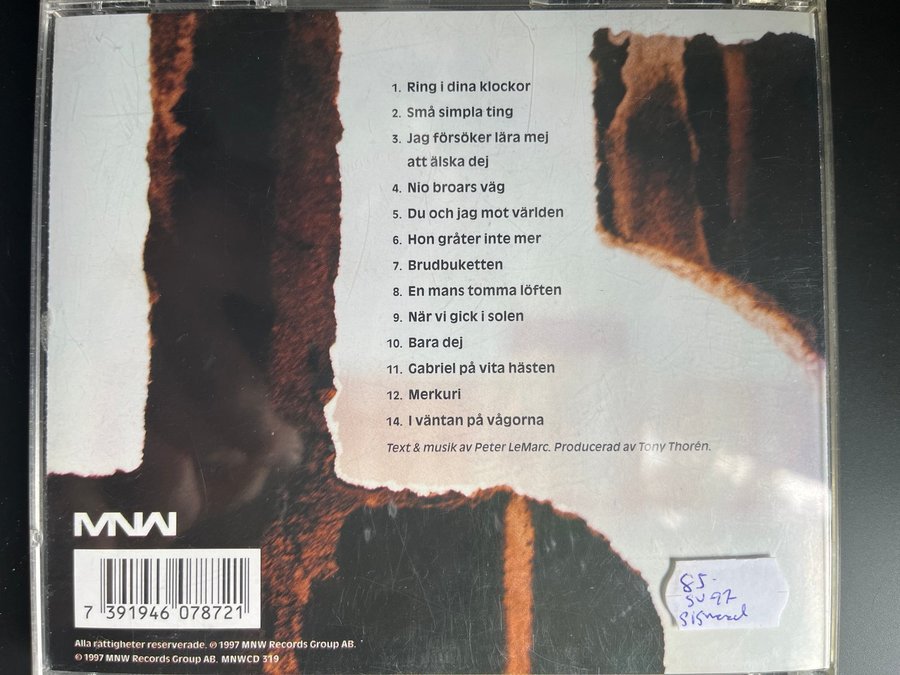 1. Ring i dina klockor
2. Små simpla ting
3. Jag försöker lära mej
att älska dej
4. Nio broars väg
5. Du och jag mot världen
6. Hon gråter inte mer
7. Brudbuketten
8. En mans tomma löften
9. När vi gick i solen
10. Bara dej
11. Gabriel på vita hästen
12. Merkuri
14. I väntan på vågorna
Text & musik av Peter LeMarc. Producerad av Tony Thorén.
MNW
7 391946 078721
Alla rättigheter reserverade. ℗ 1997 MNW Records Group AB.
© 1997 MNW Records Group AB. MNWCD 319
85.-
SV 97
Signerad